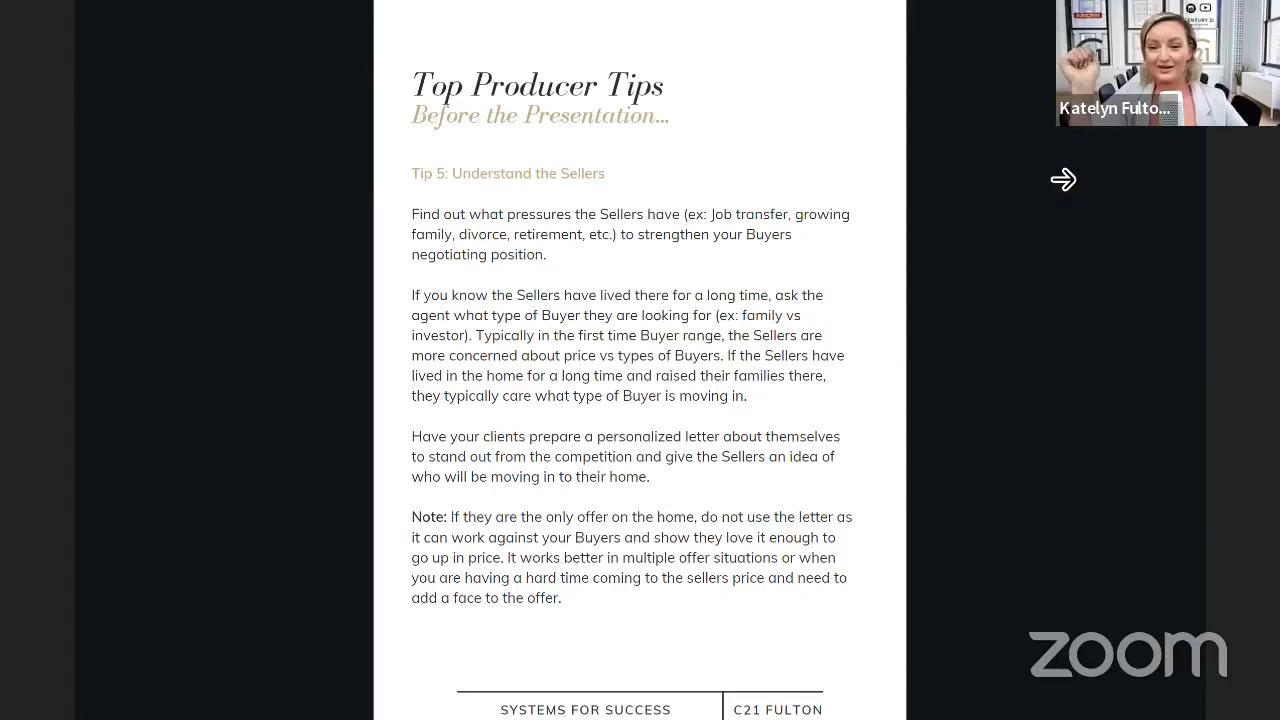 Top Producer Tips
Before the Presentation...
Tip 5: Understand the Sellers
Find out what pressures the Sellers have (ex: Job transfer, growing
family, divorce, retirement, etc.) to strengthen your Buyers
negotiating position.
If you know the Sellers have lived there for a long time, ask the
agent what type of Buyer they are looking for (ex: family vs
investor). Typically in the first time Buyer range, the Sellers are
more concerned about price vs types of Buyers. If the Sellers have
lived in the home for a long time and raised their families there,
they typically care what type of Buyer is moving in.
Have your clients prepare a personalized letter about themselves
to stand out from the competition and give the Sellers an idea of
who will be moving in to their home.
Note: If they are the only offer on the home, do not use the letter as
it can work against your Buyers and show they love it enough to
go up in price. It works better in multiple offer situations or when
you are having a hard time coming to the sellers price and need to
add a face to the offer.
SYSTEMS FOR SUCCESS
C21 FULTON
CENTURY 21
21
Katelyn Fulto...
zoom